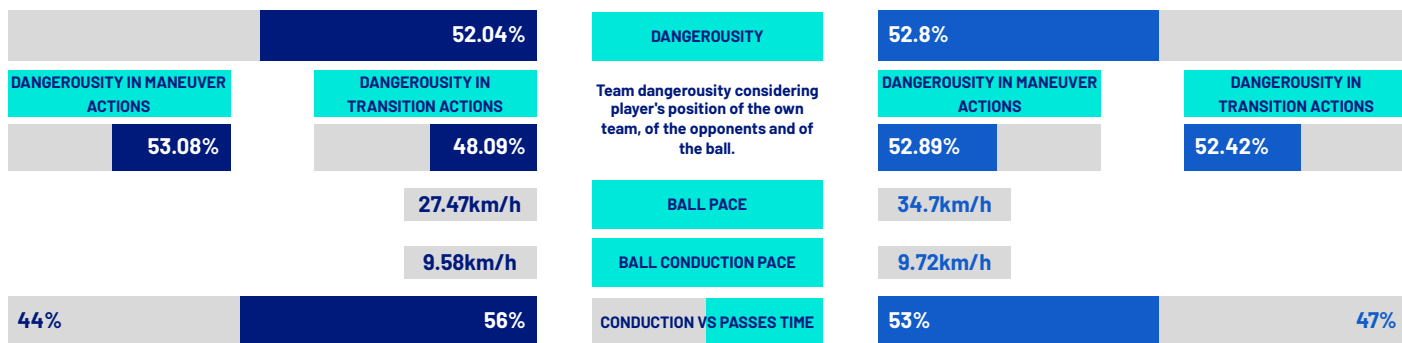 52.04%
DANGEROUSITY
52.8%
DANGEROUSITY IN MANEUVER
ACTIONS
DANGEROUSITY IN
TRANSITION ACTIONS
Team dangerousity considering
player's position of the own
team, of the opponents and of
the ball.
DANGEROUSITY IN MANEUVER
ACTIONS
DANGEROUSITY IN
TRANSITION ACTIONS
53.08%
48.09%
52.89%
52.42%
27.47km/h
BALL PACE
34.7km/h
9.58km/h
BALL CONDUCTION PACE
9.72km/h
44%
56%
CONDUCTION VS PASSES TIME
53%
47%